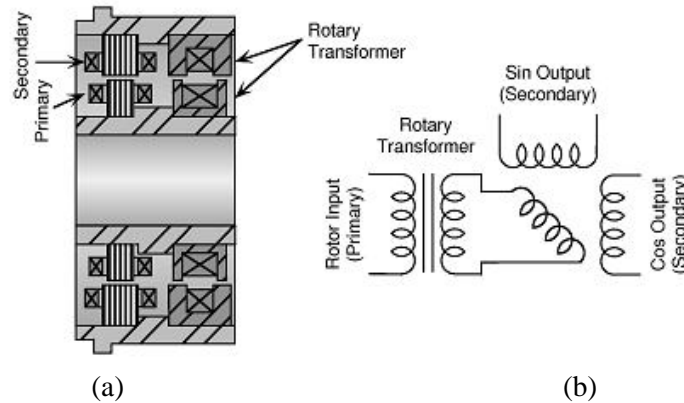 Secondary
Primary
Rotary
Transformer
Sin Output
(Secondary)
Rotary
Transformer
Rotor Input
(Primary)
Cos Output
(Secondary)
(a)
(b)